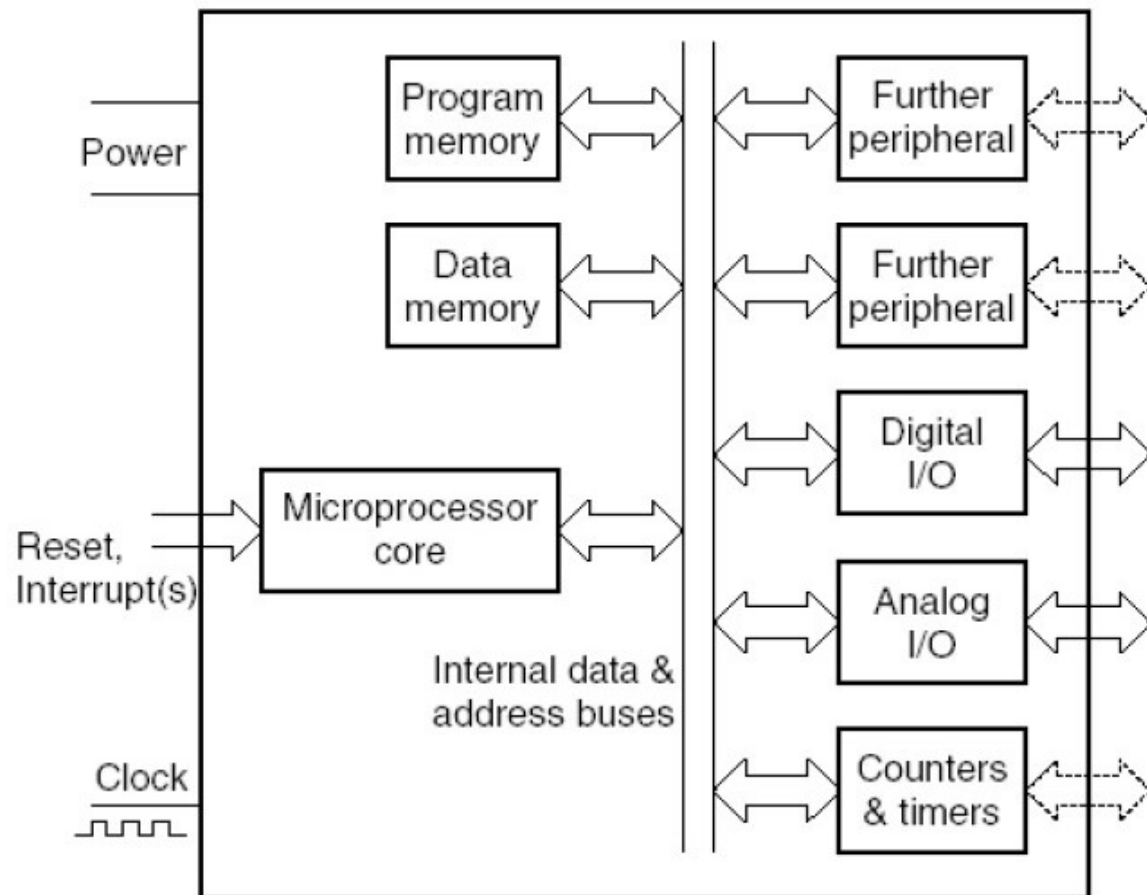 Power
Reset,
Interrupt(s)
Clock
Program
memory
Data
memory
Microprocessor
core
Internal data &
address buses
Further
peripheral
Further
peripheral
Digital
I/O
Analog
I/O
Counters
& timers